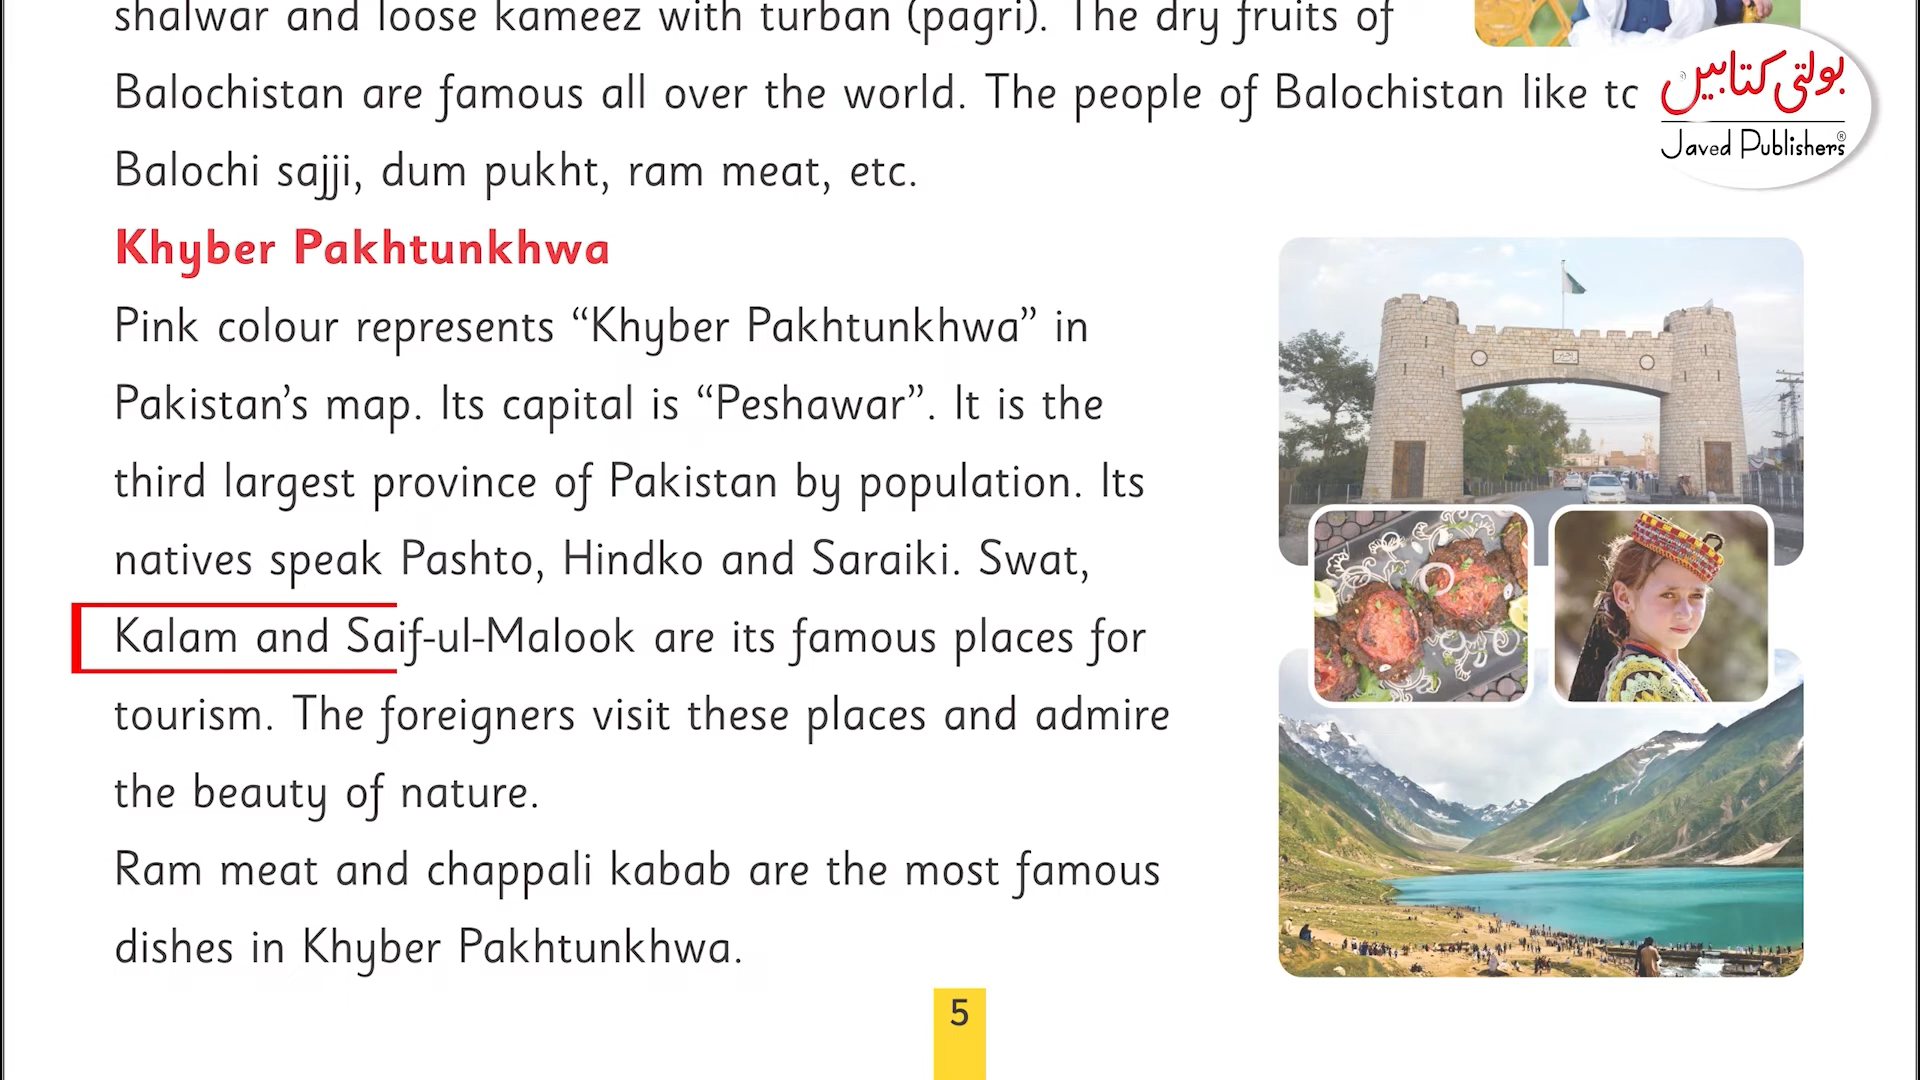 shalwar and loose kameez with turban (pagri). The dry fruits of
Balochistan are famous all over the world. The people of Balochistan like to
بولتی کتابیں
Javed Publishers®
Balochi sajji, dum pukht, ram meat, etc.
Khyber Pakhtunkhwa
Pink colour represents “Khyber Pakhtunkhwa” in
Pakistan’s map. Its capital is “Peshawar”. It is the
third largest province of Pakistan by population. Its
natives speak Pashto, Hindko and Saraiki. Swat,
Kalam and Saif-ul-Malook are its famous places for
tourism. The foreigners visit these places and admire
the beauty of nature.
Ram meat and chappali kabab are the most famous
dishes in Khyber Pakhtunkhwa.
5